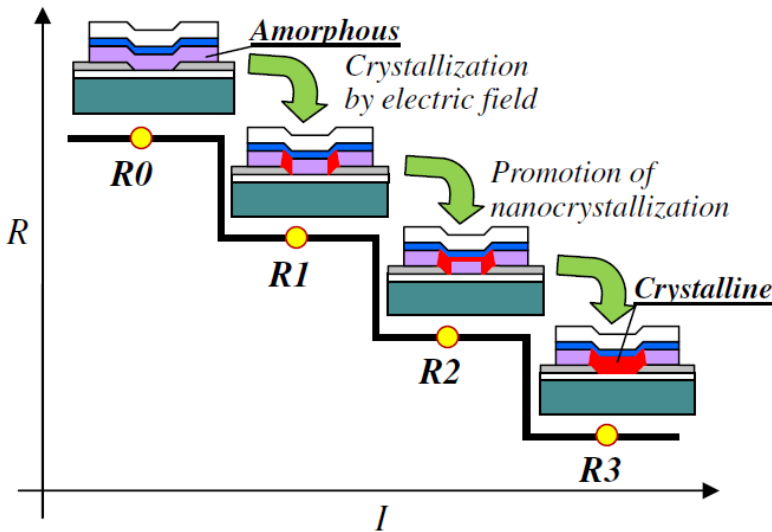 Amorphous
Crystallization
by electric field
R0
Promotion of
nanocrystallization
R
R1
Crystalline
R2
R3
I